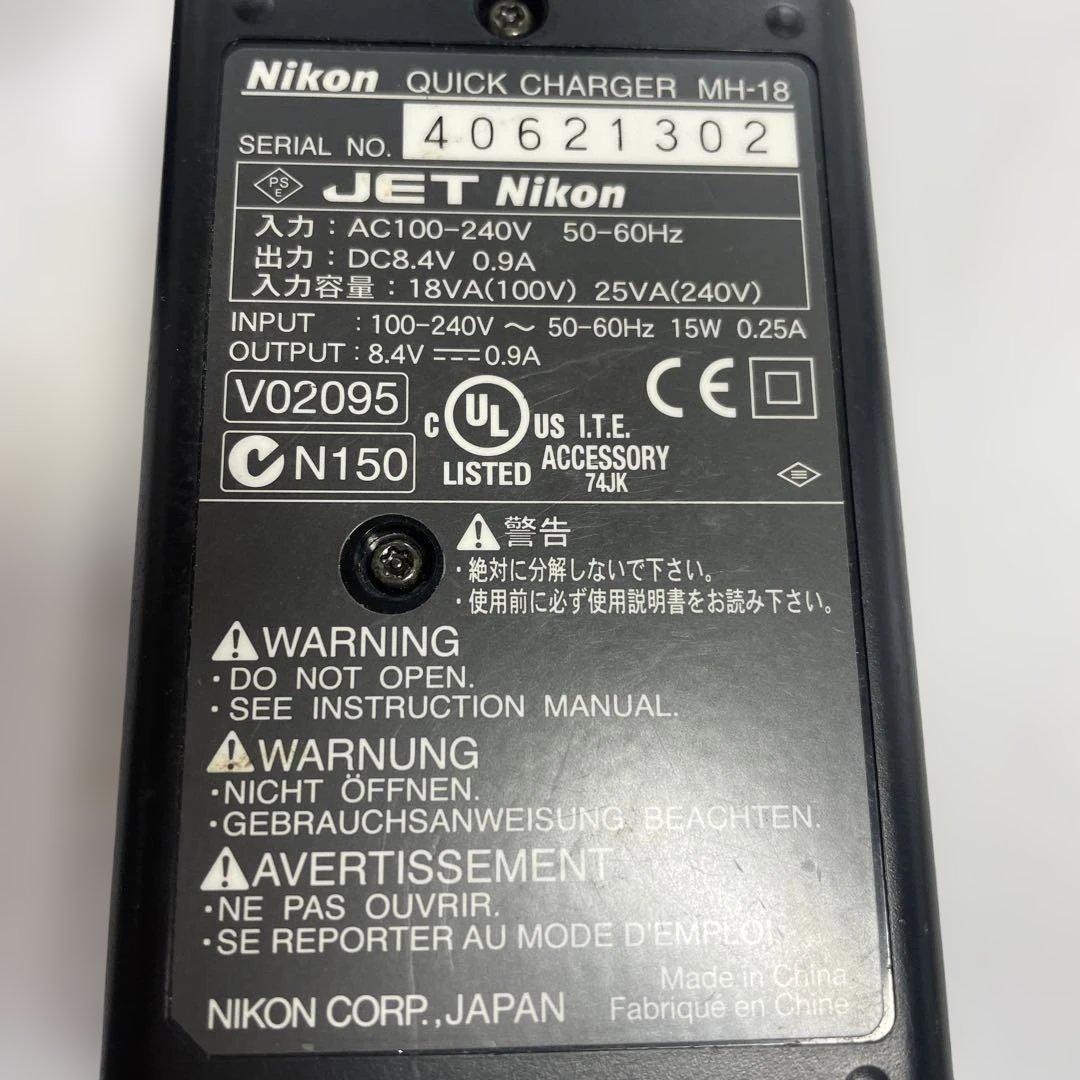 Nikon QUICK CHARGER MH-18
SERIAL NO. 40621302
PS E JET Nikon
入力：AC100-240V 50-60Hz
出力：DC8.4V 0.9A
入力容量：18VA(100V) 25VA(240V)
INPUT : 100-240V ～ 50-60Hz 15W 0.25A
OUTPUT : 8.4V ⎓ 0.9A
V02095
N150
C UL US LISTED
I.T.E. ACCESSORY 74JK
CE
⚠警告
・絶対に分解しないで下さい。
・使用前に必ず使用説明書をお読み下さい。
⚠WARNING
・DO NOT OPEN.
・SEE INSTRUCTION MANUAL.
⚠WARNUNG
・NICHT ÖFFNEN.
・GEBRAUCHSANWEISUNG BEACHTEN.
⚠AVERTISSEMENT
・NE PAS OUVRIR.
・SE REPORTER AU MODE D'EMPLOI.
Made in China
NIKON CORP.,JAPAN Fabriqué en Chine